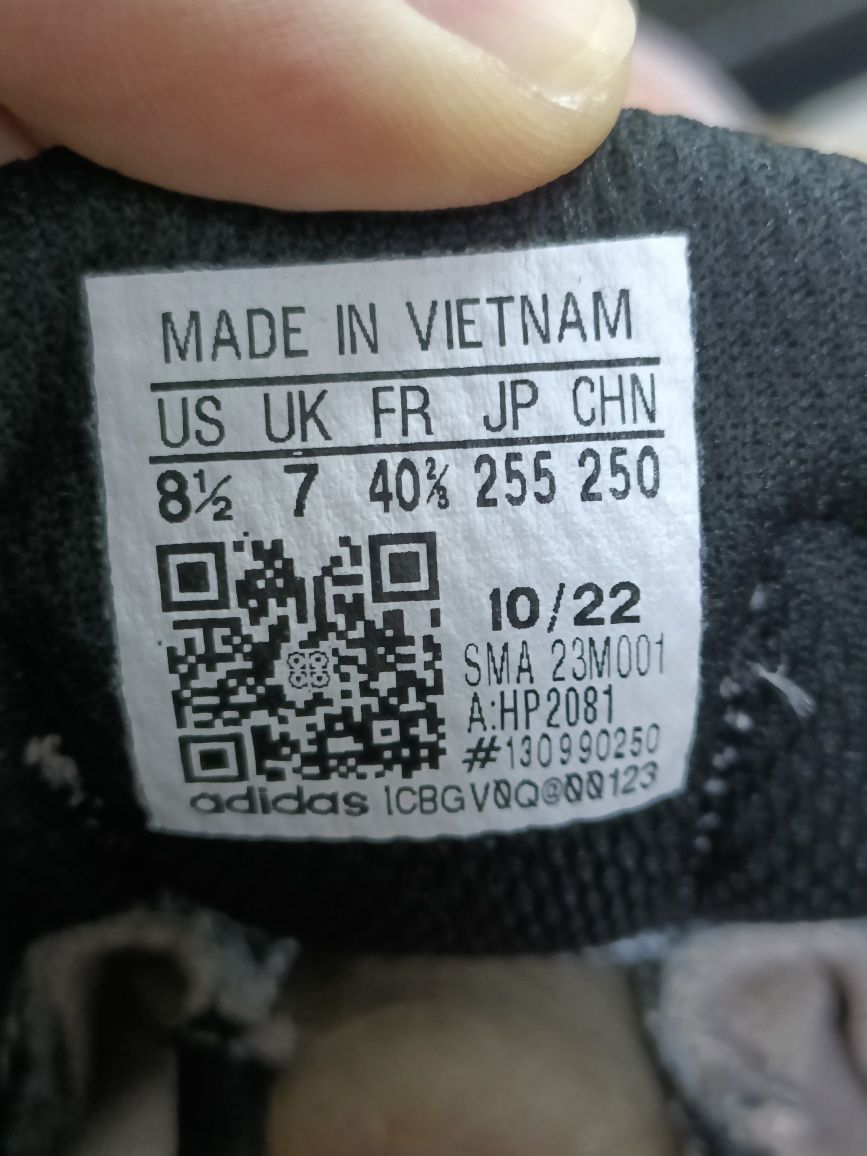 MADE IN VIETNAM
US UK FR JP CHN
8½ 7 40⅔ 255 250
10/22
SMA 23M001
A:HP2081
#130990250
adidas 1CBGV0Q@00123